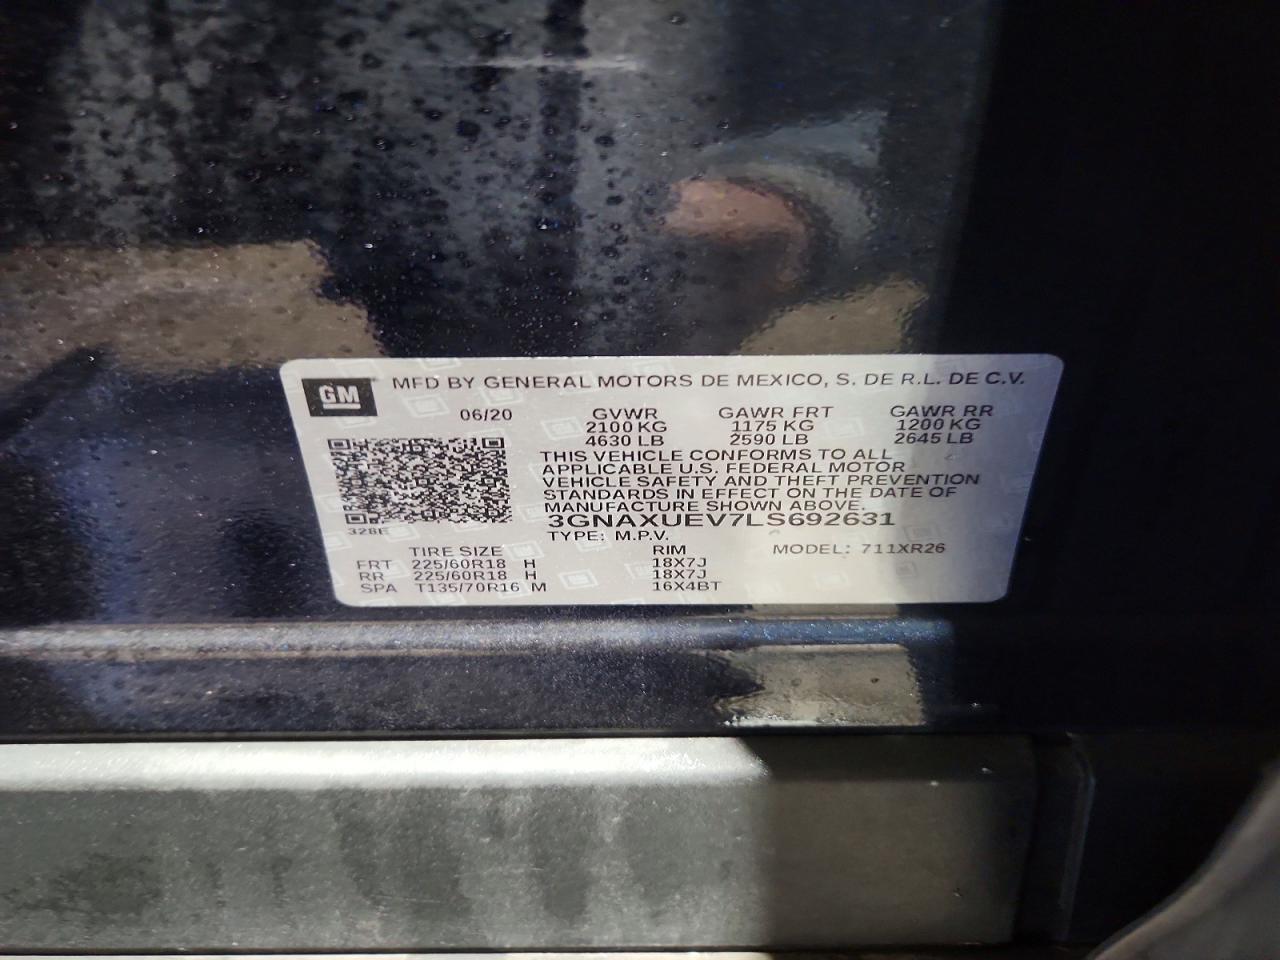 GM
MFD BY GENERAL MOTORS DE MEXICO, S. DE R.L. DE C.V.
06/20 GVWR GAWR FRT GAWR RR
2100 KG 1175 KG 1200 KG
4630 LB 2590 LB 2645 LB
THIS VEHICLE CONFORMS TO ALL
APPLICABLE U.S. FEDERAL MOTOR
VEHICLE SAFETY AND THEFT PREVENTION
STANDARDS IN EFFECT ON THE DATE OF
MANUFACTURE SHOWN ABOVE.
3GNAXUEV7LS692631
328E
TYPE: M.P.V.
TIRE SIZE RIM MODEL: 711XR26
FRT 225/60R18 H 18X7J
RR 225/60R18 H 18X7J
SPA T135/70R16 M 16X4BT